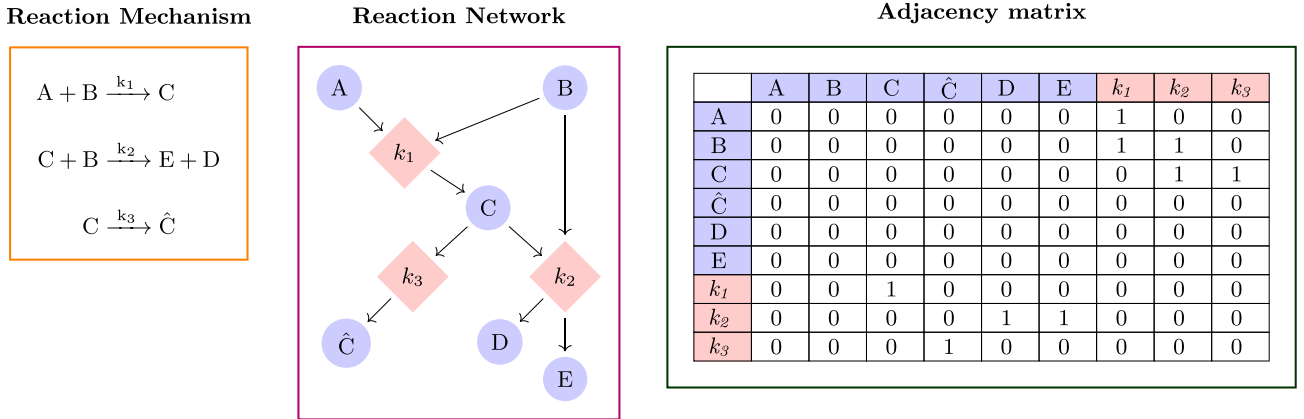 Reaction Mechanism
A + B k₁→ C
C + B k₂→ E + D
C k₃→ Ĉ
Reaction Network
A
B
k₁
C
k₃
k₂
Ĉ
D
E
Adjacency matrix
A B C Ĉ D E k₁ k₂ k₃
A 0 0 0 0 0 0 1 0 0
B 0 0 0 0 0 0 1 1 0
C 0 0 0 0 0 0 0 1 1
Ĉ 0 0 0 0 0 0 0 0 0
D 0 0 0 0 0 0 0 0 0
E 0 0 0 0 0 0 0 0 0
k₁ 0 0 1 0 0 0 0 0 0
k₂ 0 0 0 0 1 1 0 0 0
k₃ 0 0 0 1 0 0 0 0 0